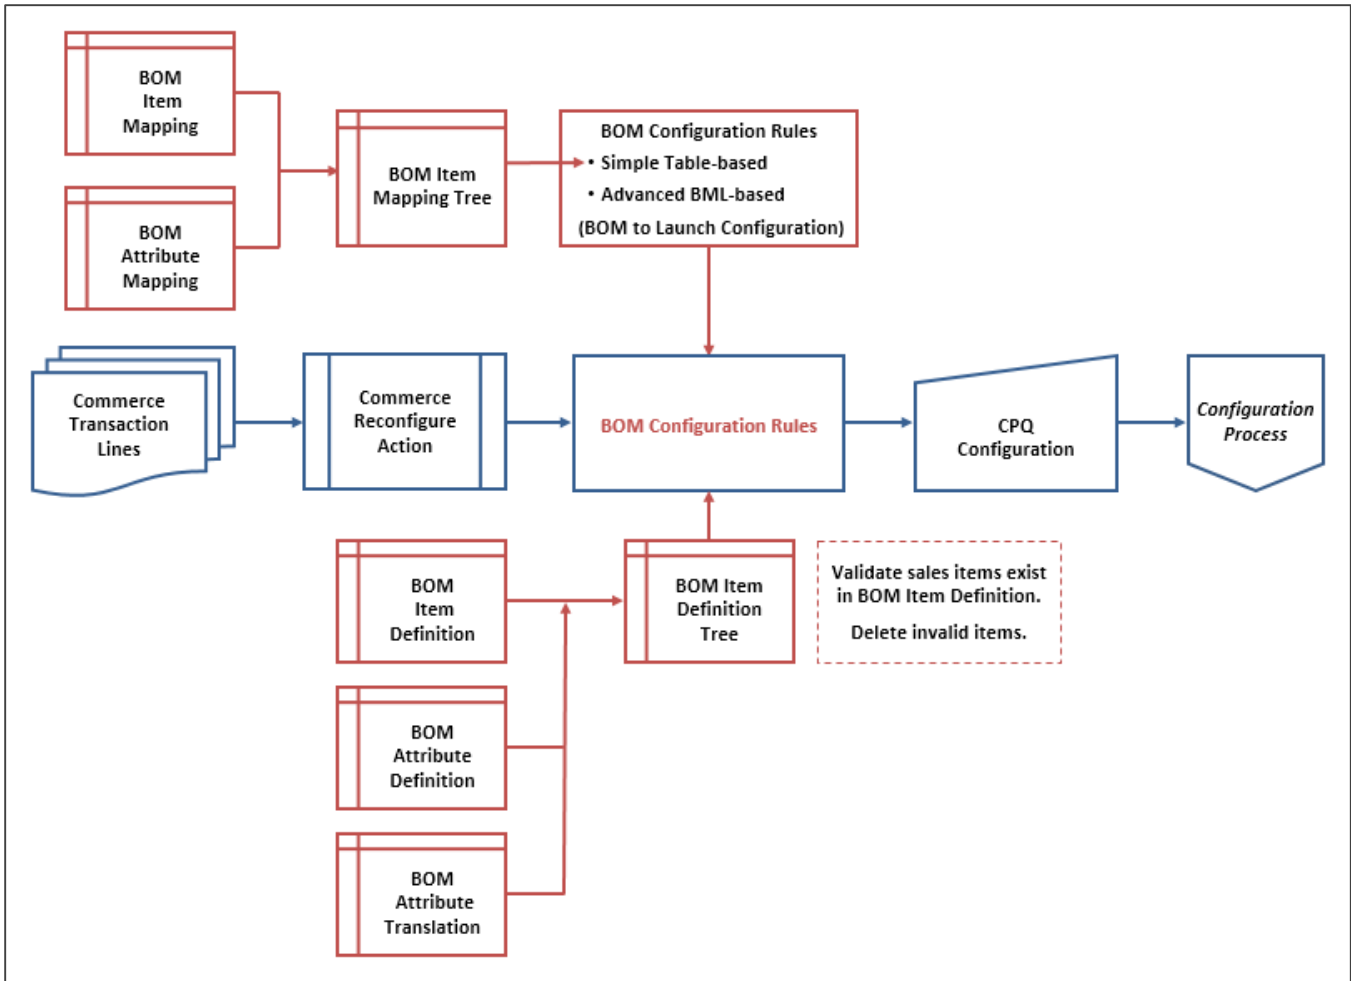 BOM
Item
Mapping
BOM
Attribute
Mapping
BOM Item
Mapping Tree
BOM Configuration Rules
• Simple Table-based
• Advanced BML-based
(BOM to Launch Configuration)
Commerce
Transaction
Lines
Commerce
Reconfigure
Action
BOM Configuration Rules
CPQ
Configuration
Configuration
Process
BOM
Item
Definition
BOM Item
Definition
Tree
Validate sales items exist
in BOM Item Definition.
Delete invalid items.
BOM
Attribute
Definition
BOM
Attribute
Translation